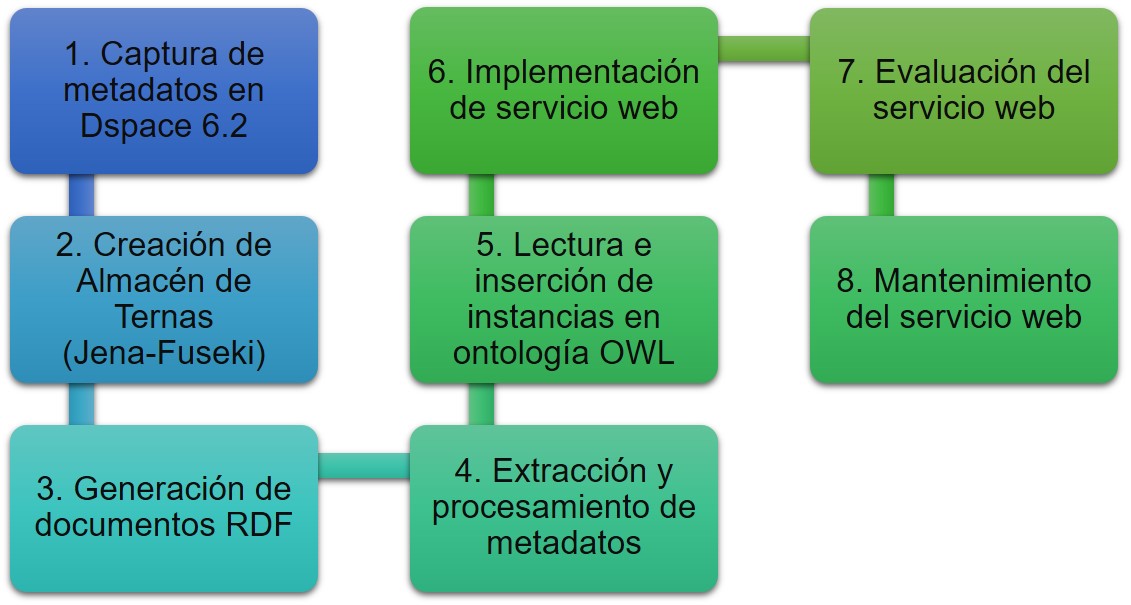 1. Captura de
metadatos en
Dspace 6.2
2. Creación de
Almacén de
Ternas
(Jena-Fuseki)
3. Generación de
documentos RDF
4. Extracción y
procesamiento de
metadatos
5. Lectura e
inserción de
instancias en
ontología OWL
6. Implementación
de servicio web
7. Evaluación del
servicio web
8. Mantenimiento
del servicio web